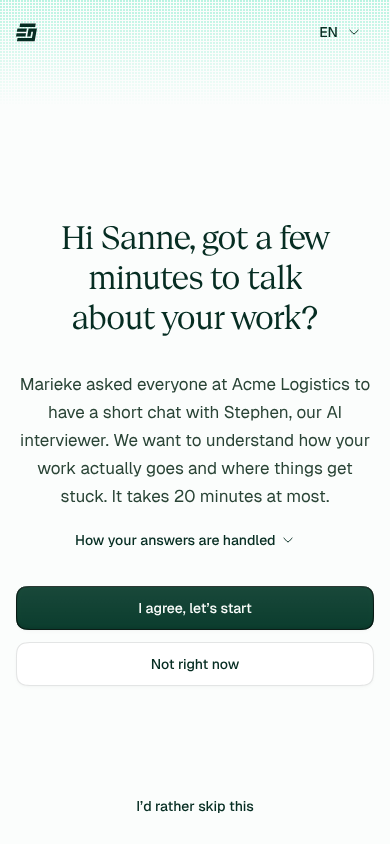 EN
Hi Sanne, got a few
minutes to talk
about your work?
Marieke asked everyone at Acme Logistics to
have a short chat with Stephen, our AI
interviewer. We want to understand how your
work actually goes and where things get
stuck. It takes 20 minutes at most.
How your answers are handled
I agree, let’s start
Not right now
I’d rather skip this